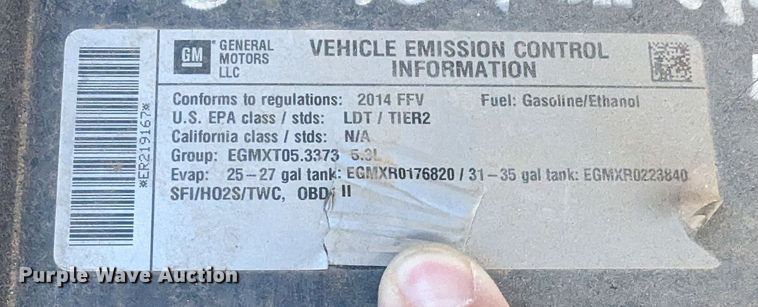 GM GENERAL MOTORS LLC
VEHICLE EMISSION CONTROL
INFORMATION
Conforms to regulations: 2014 FFV Fuel: Gasoline/Ethanol
U.S. EPA class / stds: LDT / TIER2
California class / stds: N/A
Group: EGMXT05.3373 5.3L
Evap: 25-27 gal tank: EGMXR0176820 / 31-35 gal tank: EGMXR0223840
SFI/HO2S/TWC, OBD II
*ER219167*
Purple Wave Auction